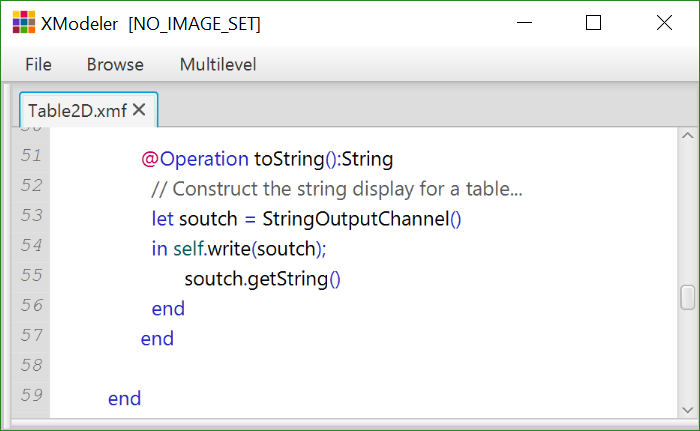 XModeler [NO_IMAGE_SET]
File Browse Multilevel
Table2D.xmf
51 @Operation toString():String
52 // Construct the string display for a table...
53 let soutch = StringOutputChannel()
54 in self.write(soutch);
55 soutch.getString()
56 end
57 end
58
59 end